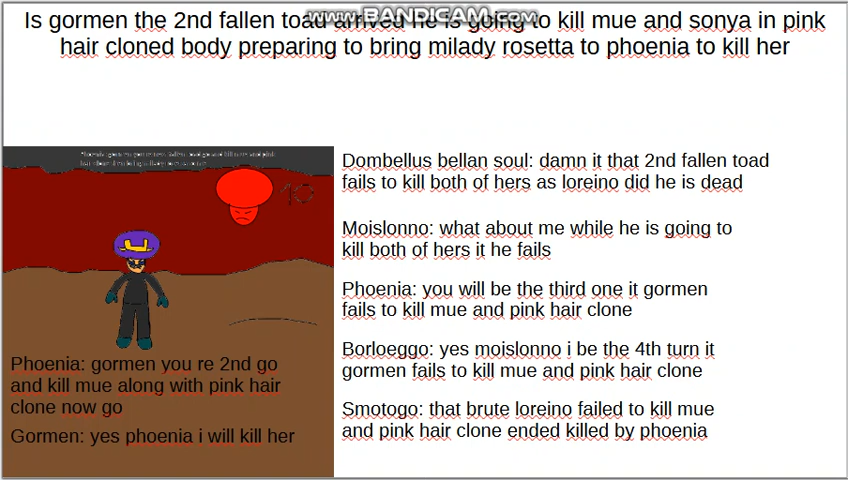 www.BANDICAM.com
Is gormen the 2nd fallen toad arrived he is going to kill mue and sonya in pink
hair cloned body preparing to bring milady rosetta to phoenia to kill her
Dombellus bellan soul: damn it that 2nd fallen toad
fails to kill both of hers as loreino did he is dead
Moislonno: what about me while he is going to
kill both of hers it he fails
Phoenia: you will be the third one it gormen
fails to kill mue and pink hair clone
Borloeggo: yes moislonno i be the 4th turn it
gormen fails to kill mue and pink hair clone
Smotogo: that brute loreino failed to kill mue
and pink hair clone ended killed by phoenia
Phoenia: gormen you re 2nd go
and kill mue along with pink hair
clone now go
Gormen: yes phoenia i will kill her